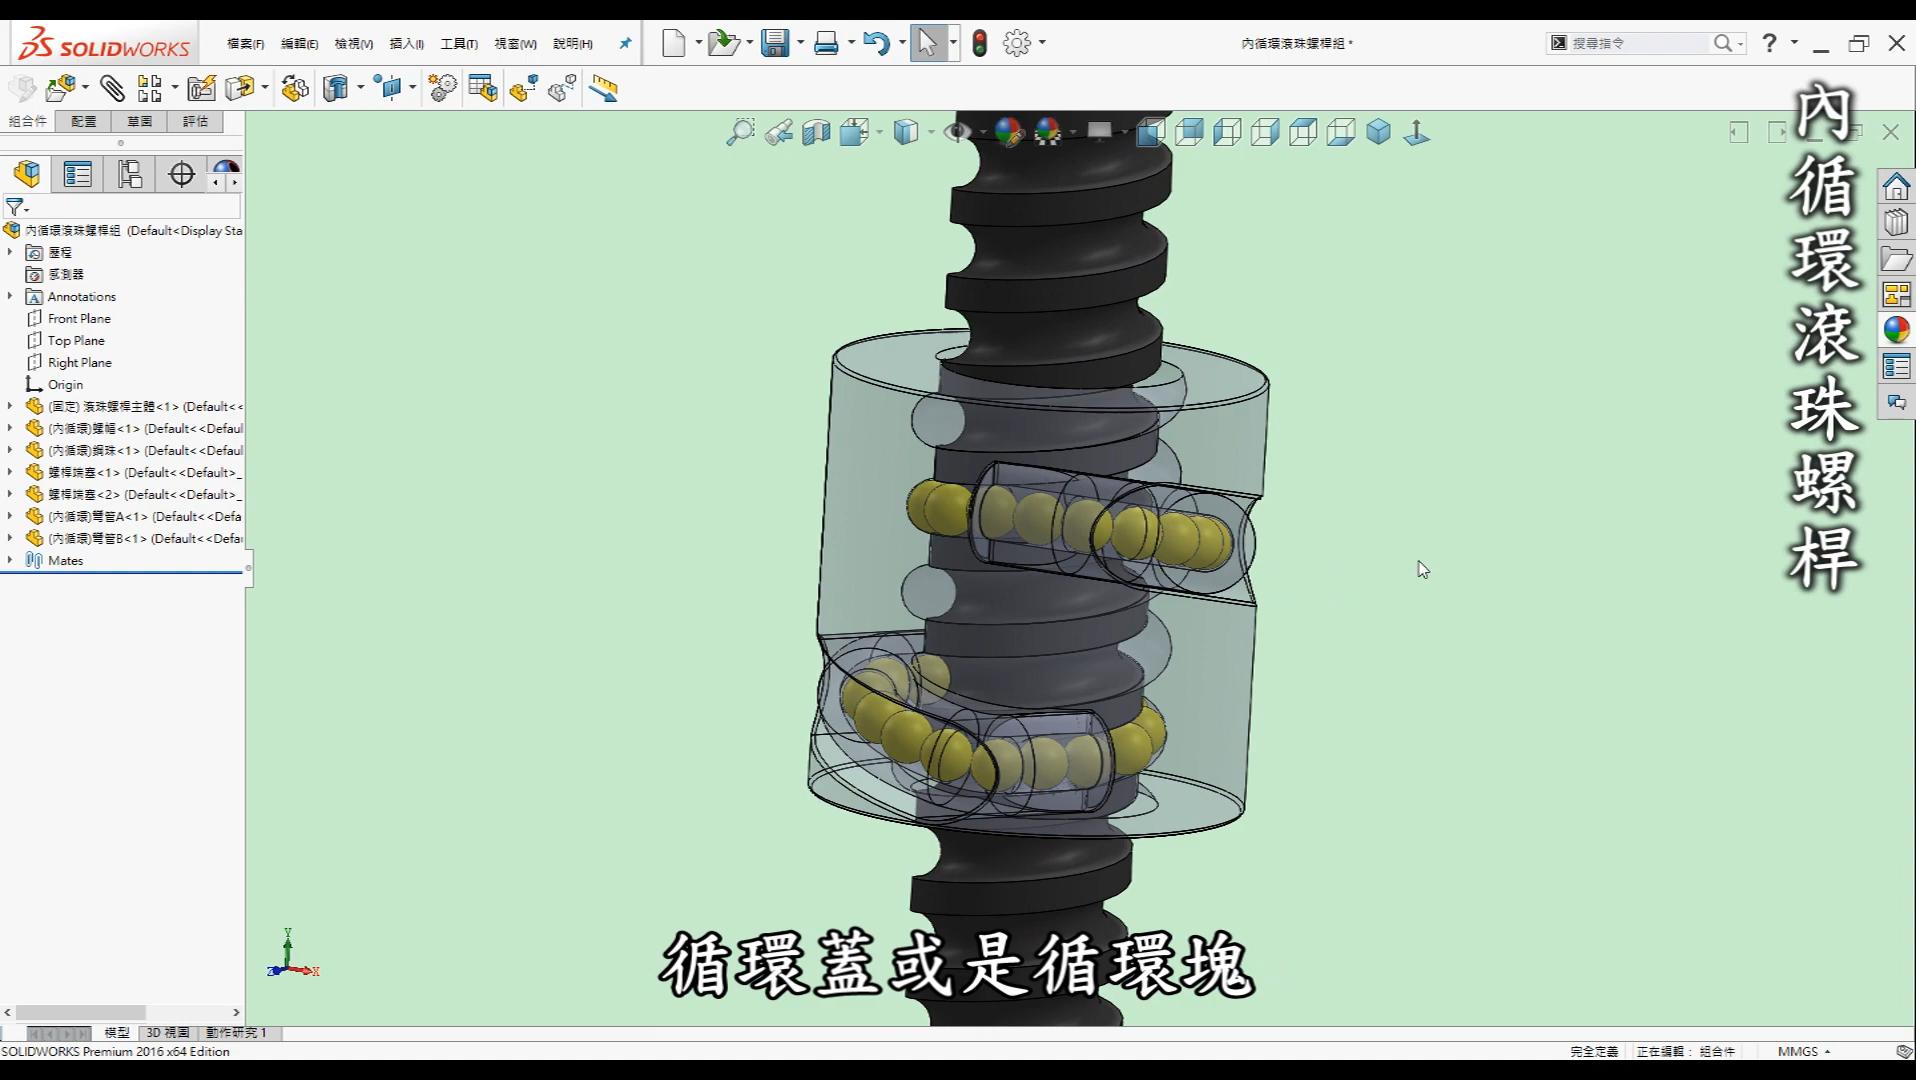 SOLIDWORKS
檔案(F) 編輯(E) 檢視(V) 插入(I) 工具(T) 視窗(W) 說明(H)
內循環滾珠螺桿組 *
搜尋指令
組合件 配置 草圖 評估
內循環滾珠螺桿組 (Default<Display Sta
歷程
感測器
Annotations
Front Plane
Top Plane
Right Plane
Origin
(固定) 滾珠螺桿主體<1> (Default<<
(內循環)螺帽<1> (Default<<Defaul
(內循環)鋼珠<1> (Default<<Defaul
螺桿端塞<1> (Default<<Default>_
螺桿端塞<2> (Default<<Default>_
(內循環)彎管A<1> (Default<<Defa
(內循環)彎管B<1> (Default<<Defa
Mates
內循環滾珠螺桿
Y
Z
X
循環蓋或是循環塊
模型 3D 視圖 動作研究 1
SOLIDWORKS Premium 2016 x64 Edition
完全定義 正在編輯： 組合件 MMGS